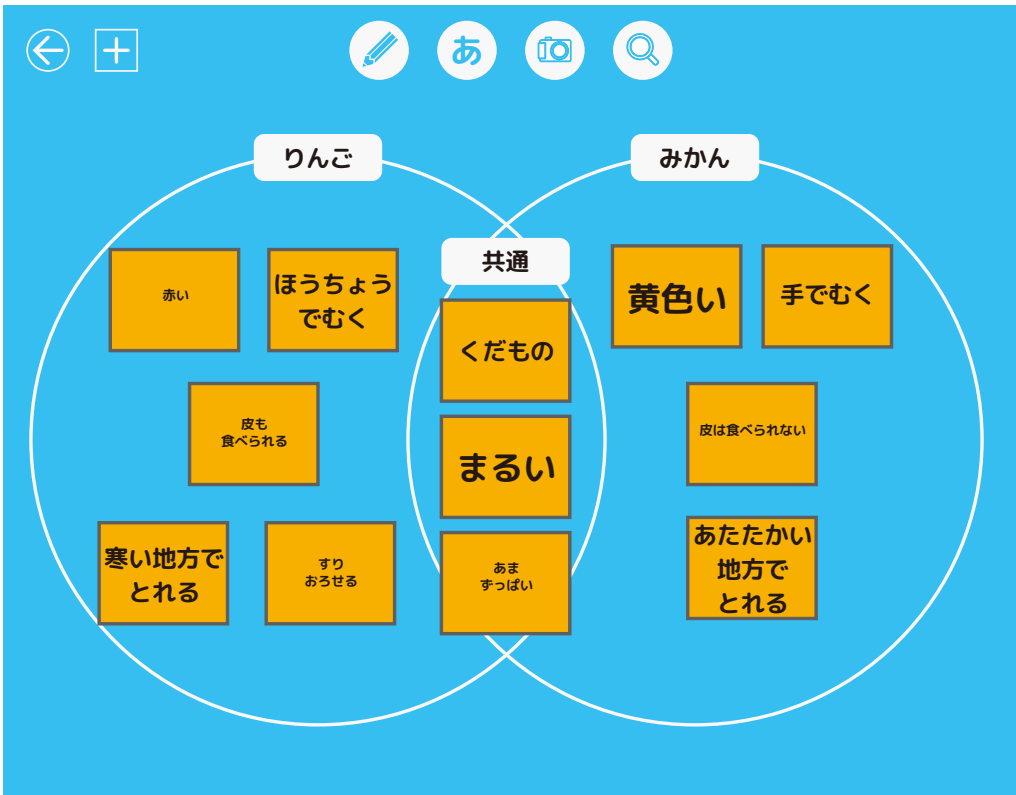 あ
りんご
みかん
共通
赤い
ほうちょう
でむく
皮も
食べられる
寒い地方で
とれる
すり
おろせる
くだもの
まるい
あま
ずっぱい
黄色い
手でむく
皮は食べられない
あたたかい
地方で
とれる